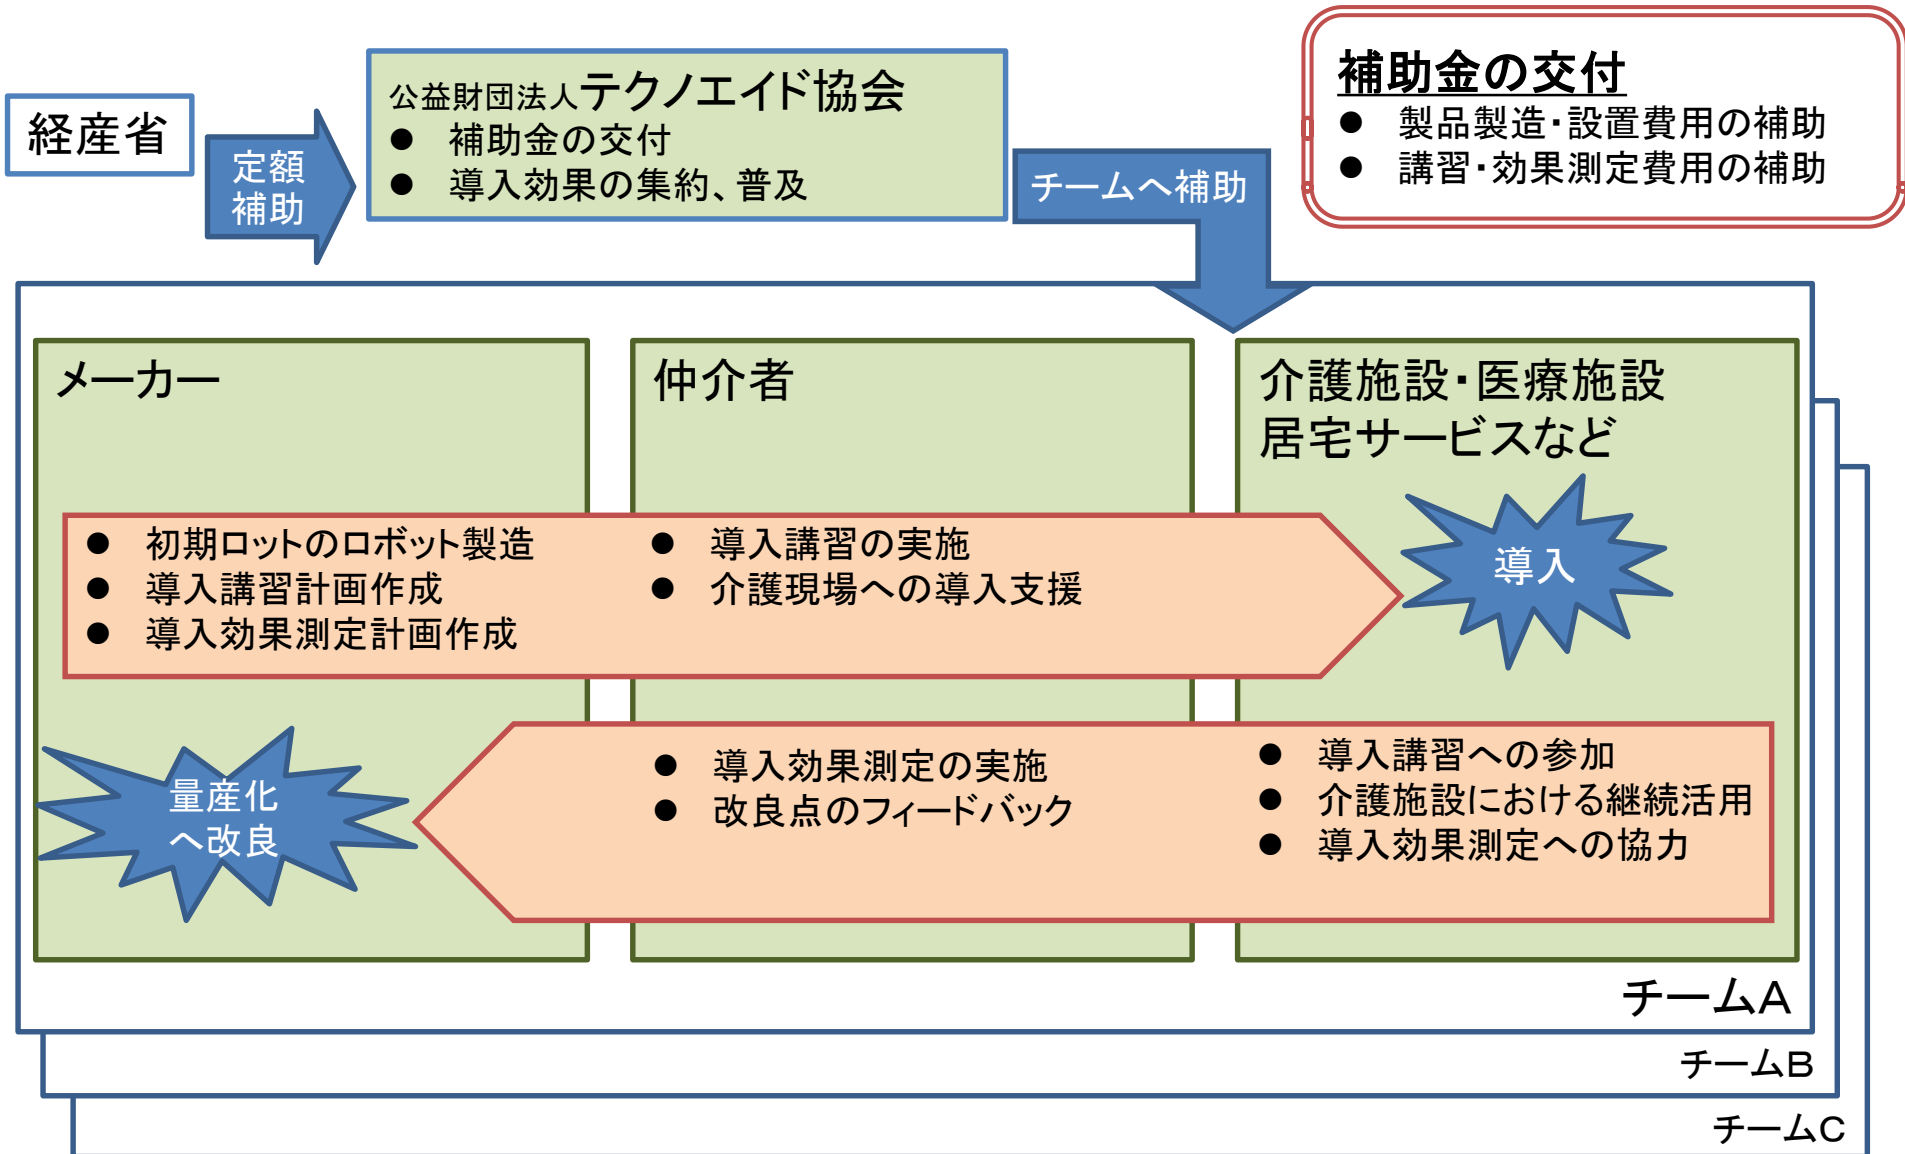 経産省
定額
補助
公益財団法人テクノエイド協会
● 補助金の交付
● 導入効果の集約、普及
チームへ補助
補助金の交付
● 製品製造・設置費用の補助
● 講習・効果測定費用の補助
メーカー
仲介者
介護施設・医療施設
居宅サービスなど
● 初期ロットのロボット製造
● 導入講習計画作成
● 導入効果測定計画作成
● 導入講習の実施
● 介護現場への導入支援
導入
量産化
へ改良
● 導入効果測定の実施
● 改良点のフィードバック
● 導入講習への参加
● 介護施設における継続活用
● 導入効果測定への協力
チームA
チームB
チームC